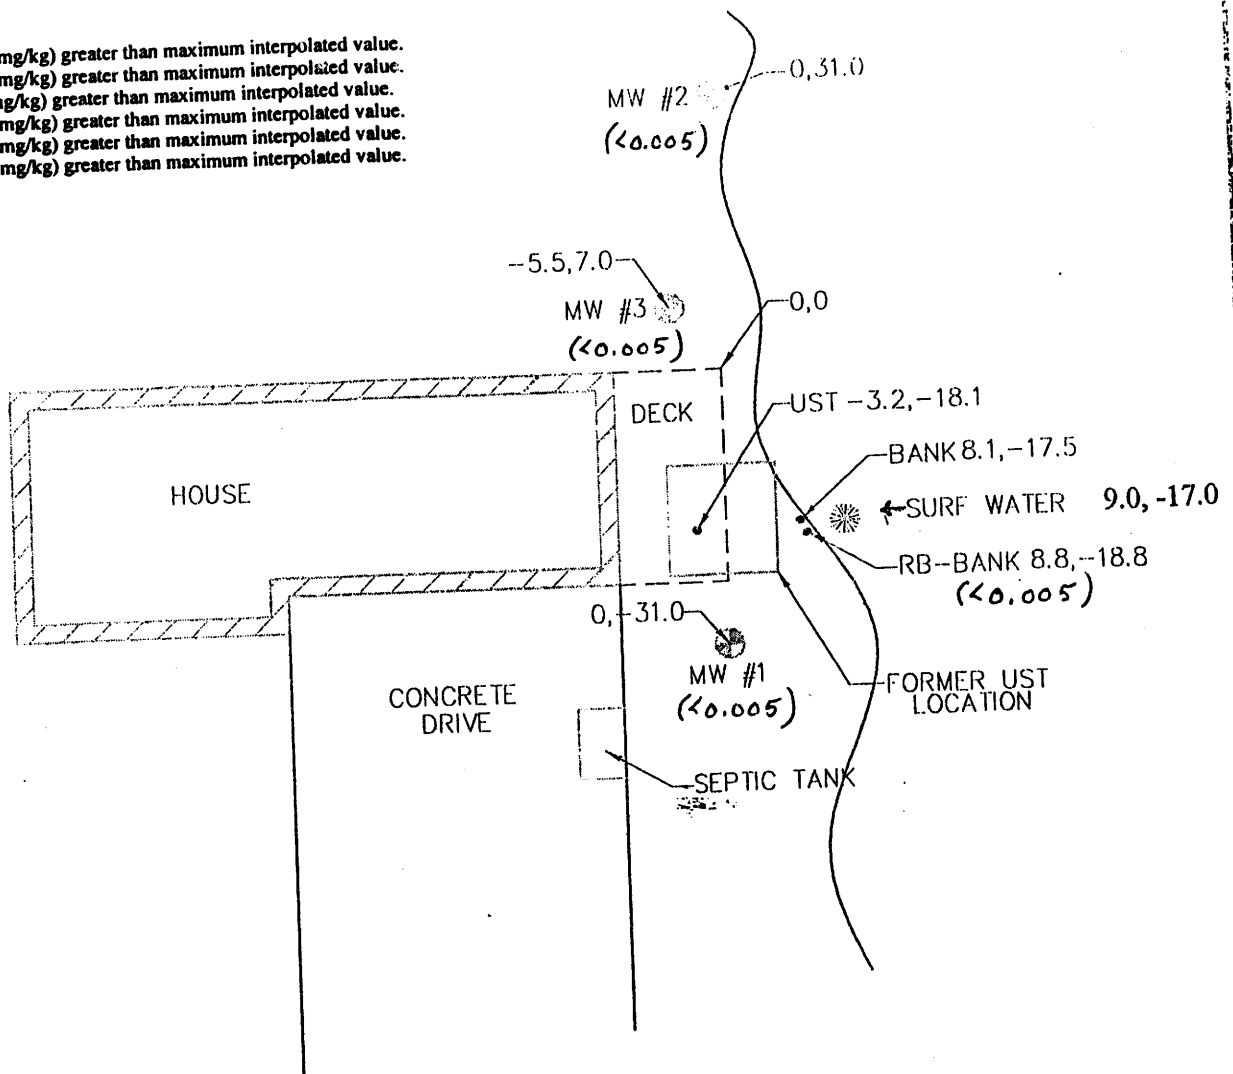 mg/kg) greater than maximum interpolated value.
mg/kg) greater than maximum interpolated value.
g/kg) greater than maximum interpolated value.
mg/kg) greater than maximum interpolated value.
mg/kg) greater than maximum interpolated value.
mg/kg) greater than maximum interpolated value.
0,31.0
MW #2
(<0.005)
-5.5,7.0
MW #3
(<0.005)
0,0
DECK
UST -3.2,-18.1
BANK 8.1,-17.5
HOUSE
SURF WATER 9.0, -17.0
RB-BANK 8.8,-18.8
(<0.005)
0,-31.0
MW #1
(<0.005)
FORMER UST
LOCATION
CONCRETE
DRIVE
SEPTIC TANK